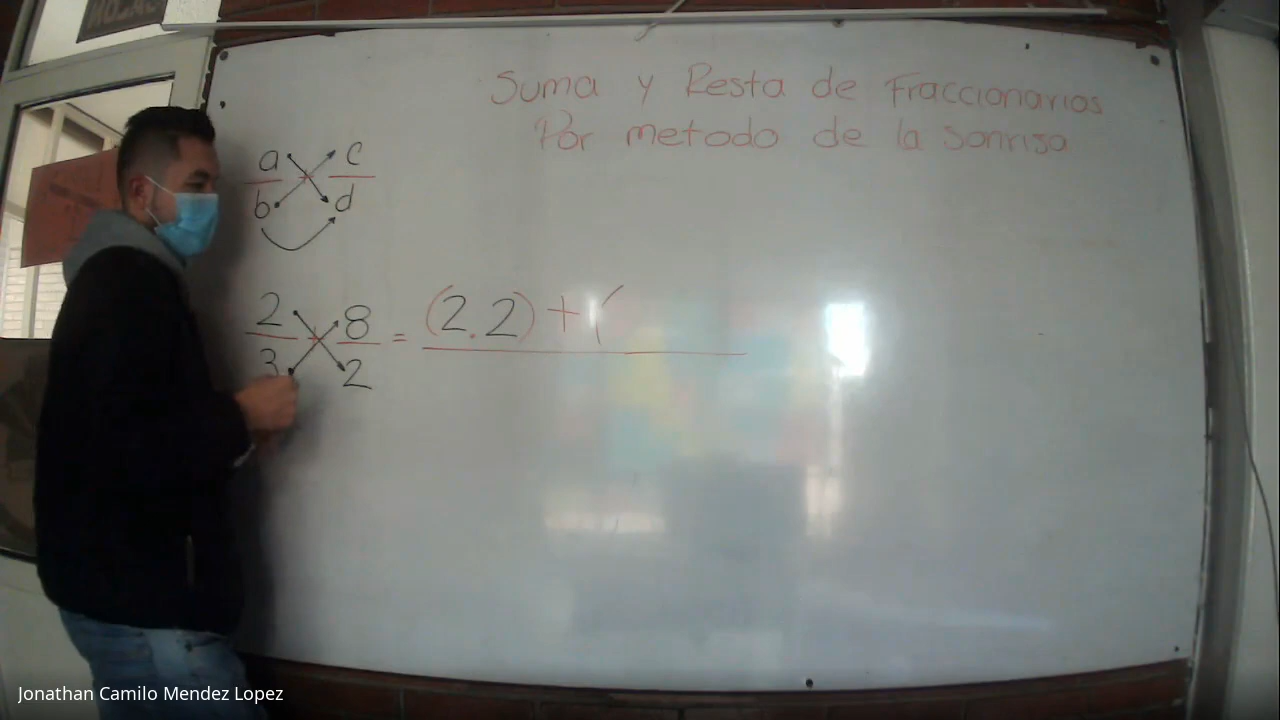 Suma y Resta de Fraccionarios
Por metodo de la Sonrisa
a c
b d
2 + 8 = (2.2) + (
3 2
Jonathan Camilo Mendez Lopez